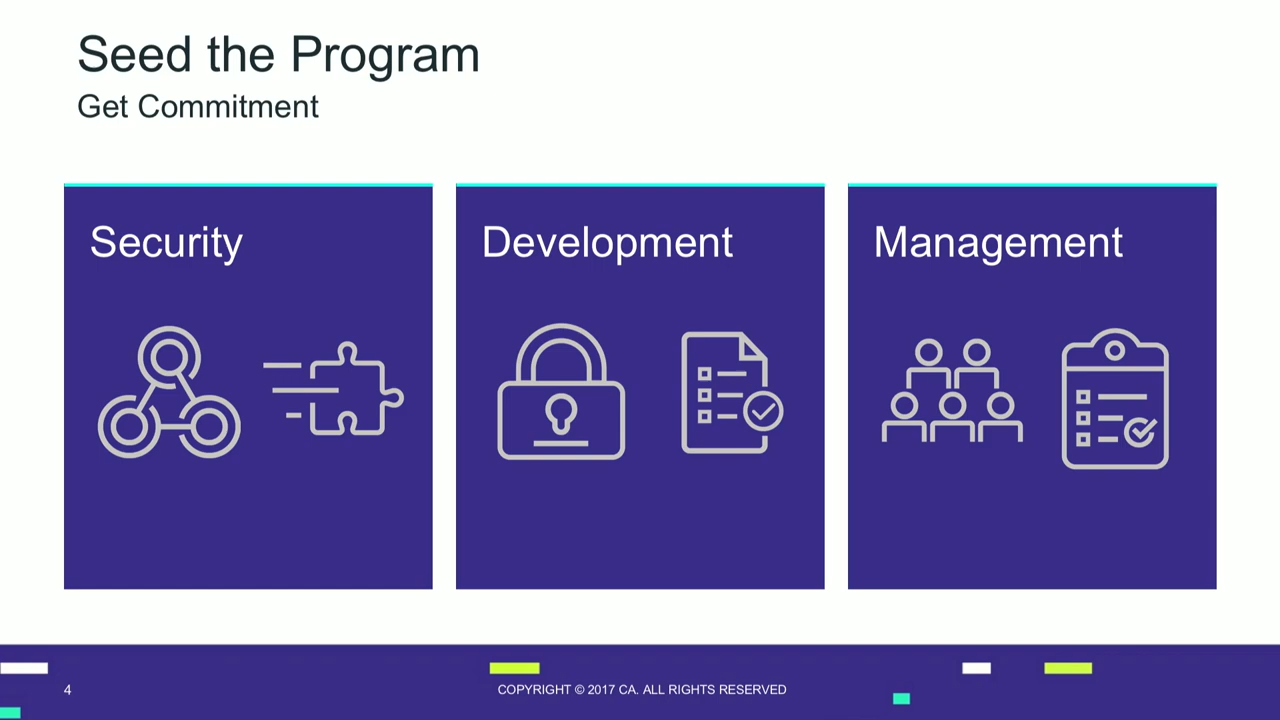 Seed the Program
Get Commitment
Security
Development
Management
4
COPYRIGHT © 2017 CA. ALL RIGHTS RESERVED